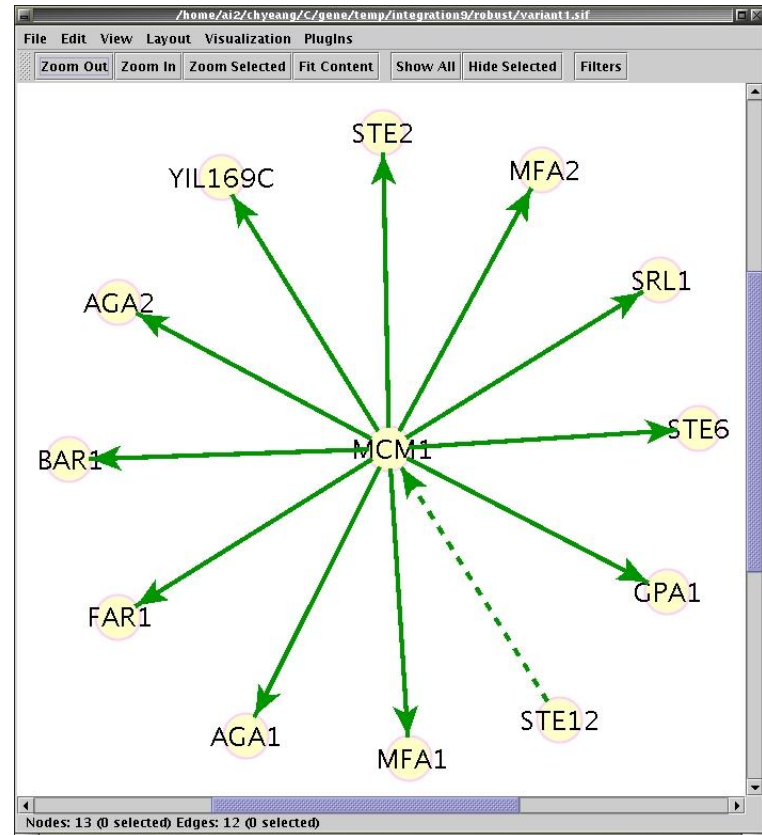 /home/ai2/chyeang/C/gene/temp/integration9/robust/variant1.sif
File Edit View Layout Visualization PlugIns
Zoom Out Zoom In Zoom Selected Fit Content Show All Hide Selected Filters
STE2
MFA2
YIL169C
SRL1
AGA2
STE6
MCM1
BAR1
GPA1
FAR1
STE12
AGA1
MFA1
Nodes: 13 (0 selected) Edges: 12 (0 selected)